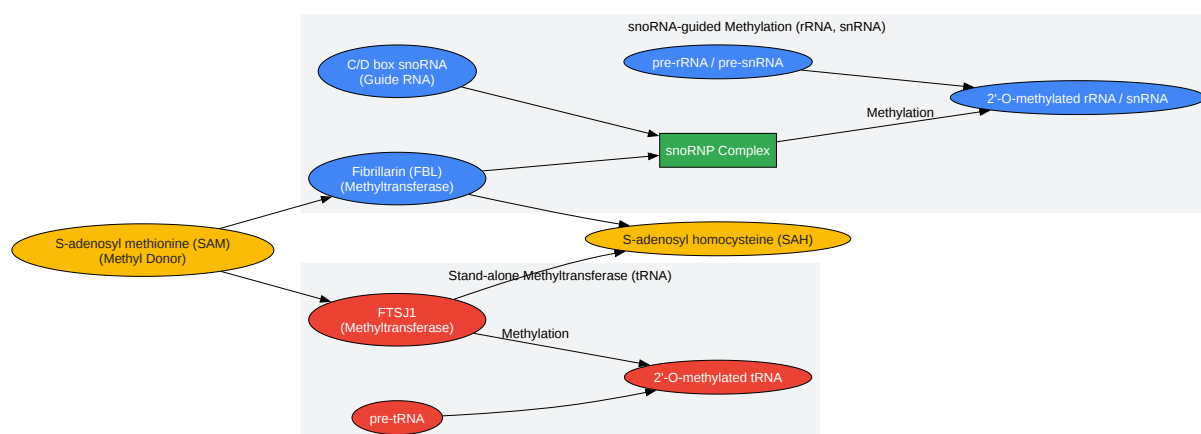 snoRNA-guided Methylation (rRNA, snRNA)
C/D box snoRNA
(Guide RNA)
pre-rRNA / pre-snRNA
2'-O-methylated rRNA / snRNA
Methylation
snoRNP Complex
Fibrillarin (FBL)
(Methyltransferase)
S-adenosyl methionine (SAM)
(Methyl Donor)
S-adenosyl homocysteine (SAH)
Stand-alone Methyltransferase (tRNA)
FTSJ1
(Methyltransferase)
Methylation
2'-O-methylated tRNA
pre-tRNA